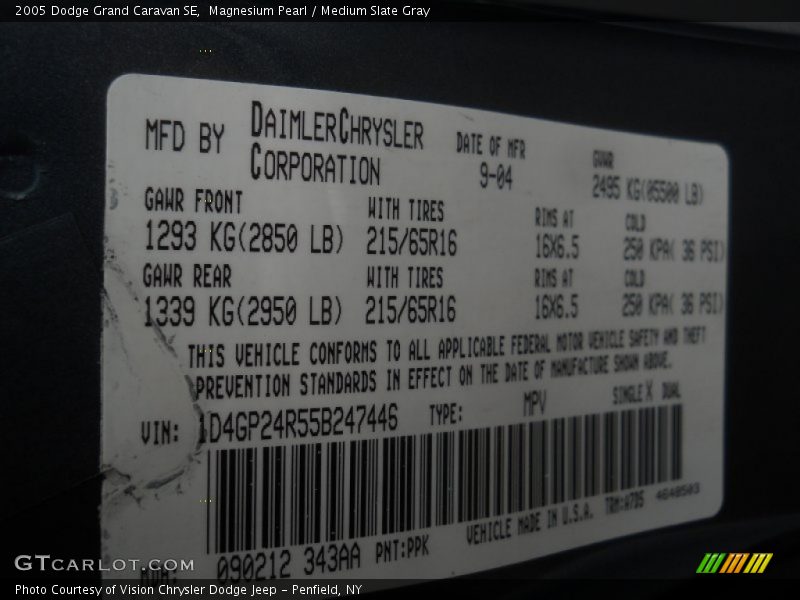 2005 Dodge Grand Caravan SE,  Magnesium Pearl / Medium Slate Gray
MFD BY DAIMLERCHRYSLER CORPORATION DATE OF MFR 9-04 GVWR 2495 KG(05500 LB)
GAWR FRONT WITH TIRES RIMS AT COLD
1293 KG(2850 LB) 215/65R16 16X6.5 250 KPA( 36 PSI)
GAWR REAR WITH TIRES RIMS AT COLD
1339 KG(2950 LB) 215/65R16 16X6.5 250 KPA( 36 PSI)
THIS VEHICLE CONFORMS TO ALL APPLICABLE FEDERAL MOTOR VEHICLE SAFETY AND THEFT
PREVENTION STANDARDS IN EFFECT ON THE DATE OF MANUFACTURE SHOWN ABOVE.
VIN: 1D4GP24R55B247446 TYPE: MPV SINGLE X DUAL
MDH: 090212 343AA PNT:PPK VEHICLE MADE IN U.S.A. TRM:A7D5 4640503
GTCARLOT.COM
Photo Courtesy of Vision Chrysler Dodge Jeep – Penfield, NY